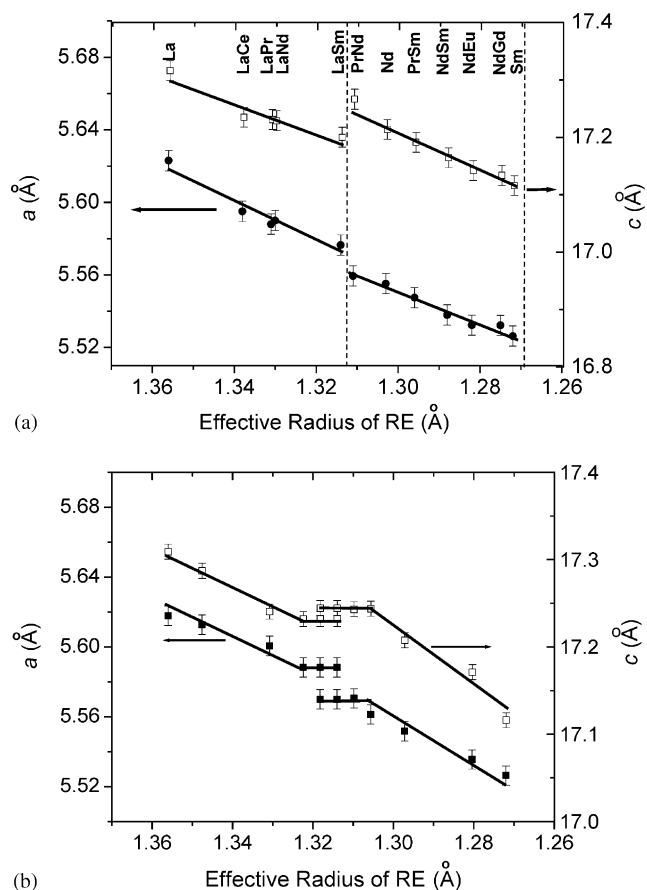 (a)
La LaCe LaPr LaNd LaSm PrNd Nd PrSm NdSm NdEu NdGd Sm
5.68
5.64
5.60
5.56
5.52
a (Å)
17.4
17.2
17.0
16.8
c (Å)
1.36 1.34 1.32 1.30 1.28 1.26
Effective Radius of RE (Å)
(b)
5.68
5.64
5.60
5.56
5.52
a (Å)
17.4
17.3
17.2
17.1
17.0
c (Å)
1.36 1.34 1.32 1.30 1.28 1.26
Effective Radius of RE (Å)